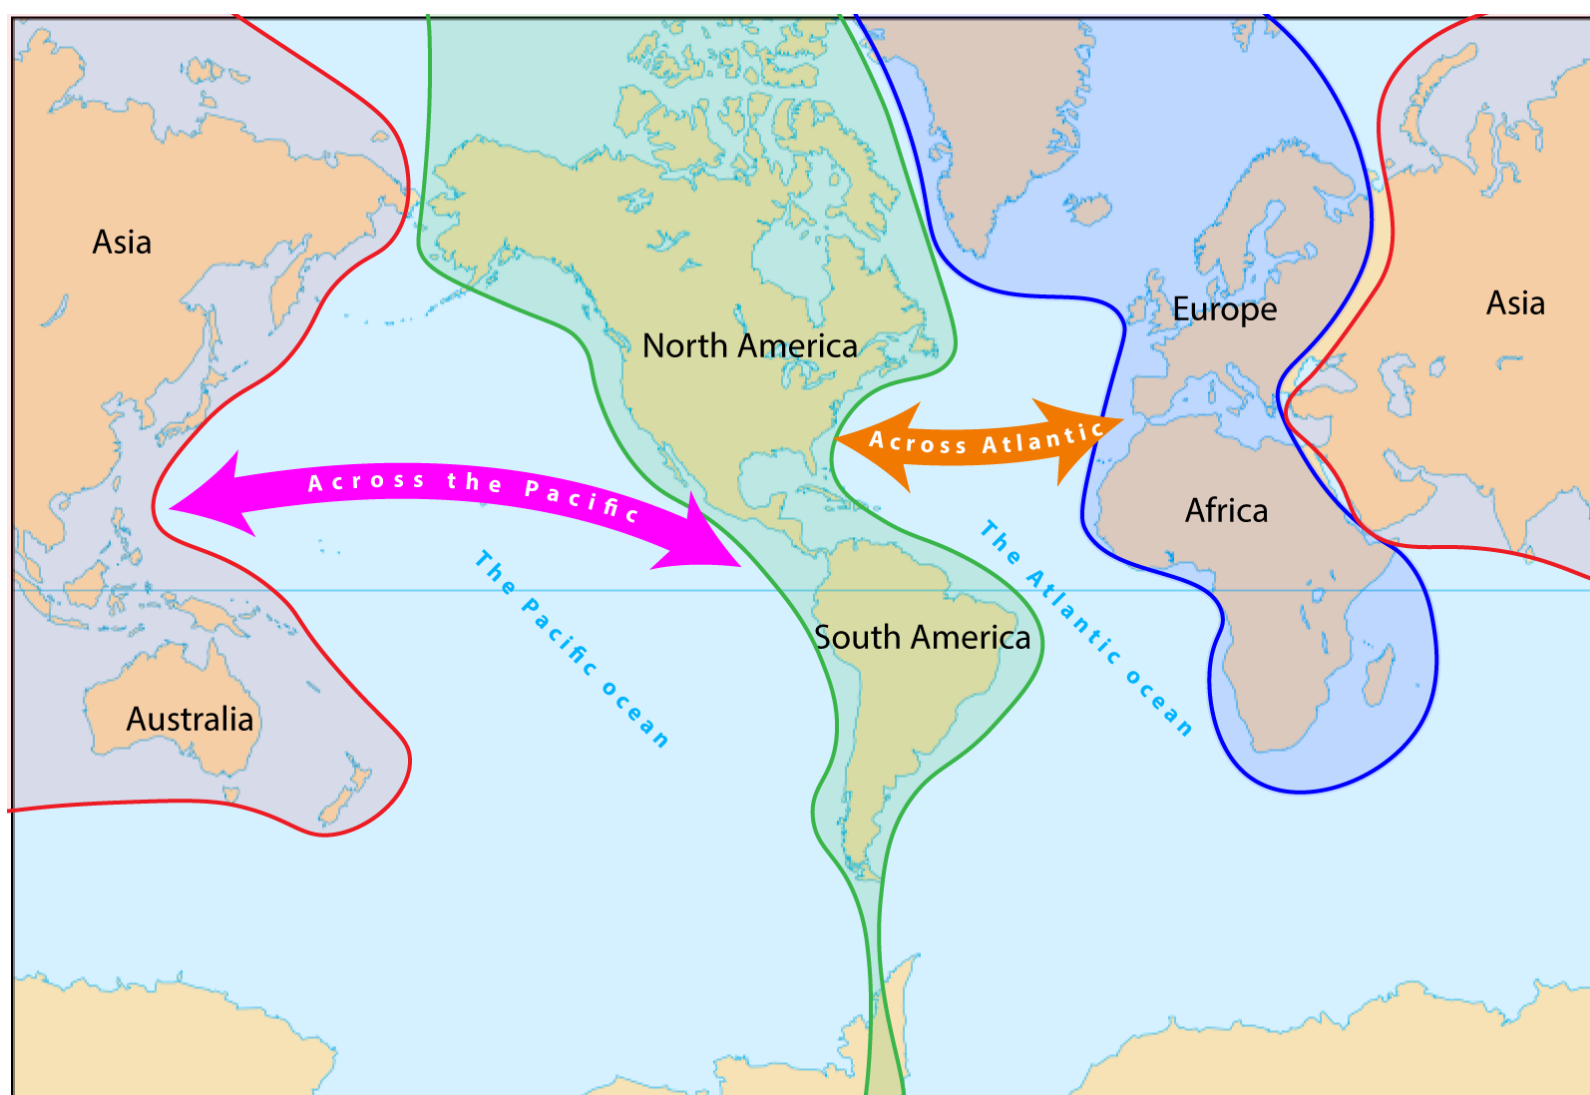 Asia
Europe
Asia
North America
Across Atlantic
Across the Pacific
Africa
The Pacific ocean
The Atlantic ocean
South America
Australia